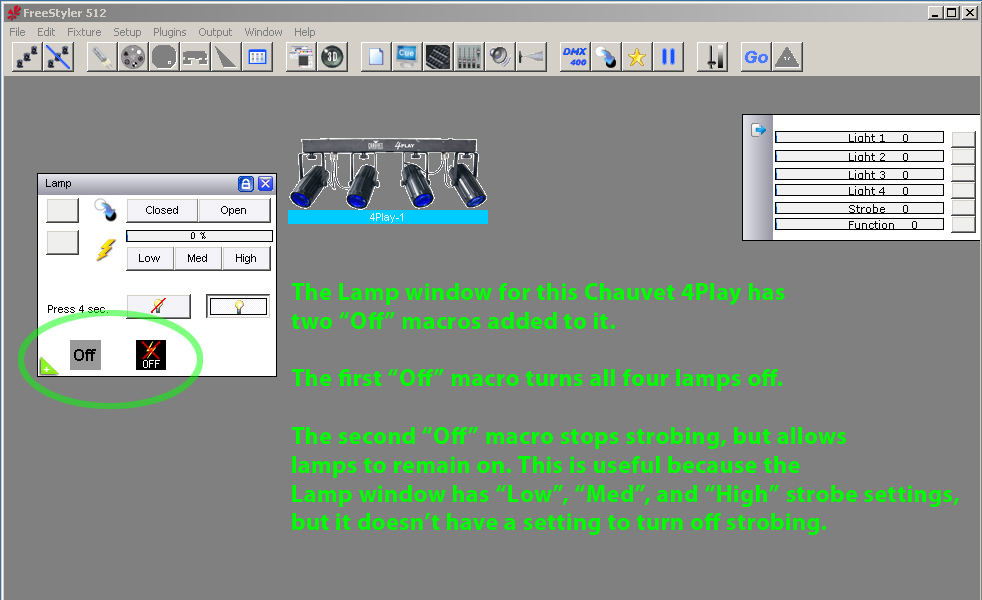 FreeStyler 512
File Edit Fixture Setup Plugins Output Window Help
3D Cue DMX 400 Go
Lamp
Closed Open
0 %
Low Med High
Press 4 sec.
Off OFF
CHAUVET 4PLAY
4Play-1
Light 1 0
Light 2 0
Light 3 0
Light 4 0
Strobe 0
Function 0
The Lamp window for this Chauvet 4Play has
two “Off” macros added to it.
The first “Off” macro turns all four lamps off.
The second “Off” macro stops strobing, but allows
lamps to remain on. This is useful because the
Lamp window has “Low”, “Med”, and “High” strobe settings,
but it doesn’t have a setting to turn off strobing.